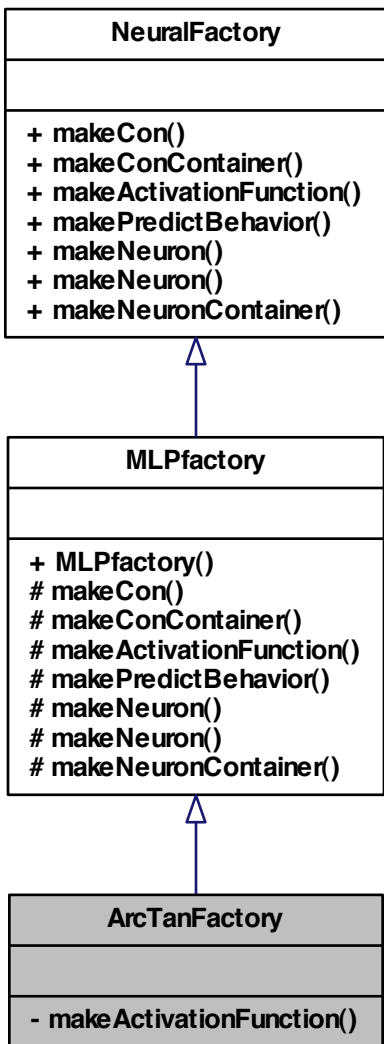 NeuralFactory
+ makeCon()
+ makeConContainer()
+ makeActivationFunction()
+ makePredictBehavior()
+ makeNeuron()
+ makeNeuron()
+ makeNeuronContainer()
MLPfactory
+ MLPfactory()
# makeCon()
# makeConContainer()
# makeActivationFunction()
# makePredictBehavior()
# makeNeuron()
# makeNeuron()
# makeNeuronContainer()
ArcTanFactory
- makeActivationFunction()